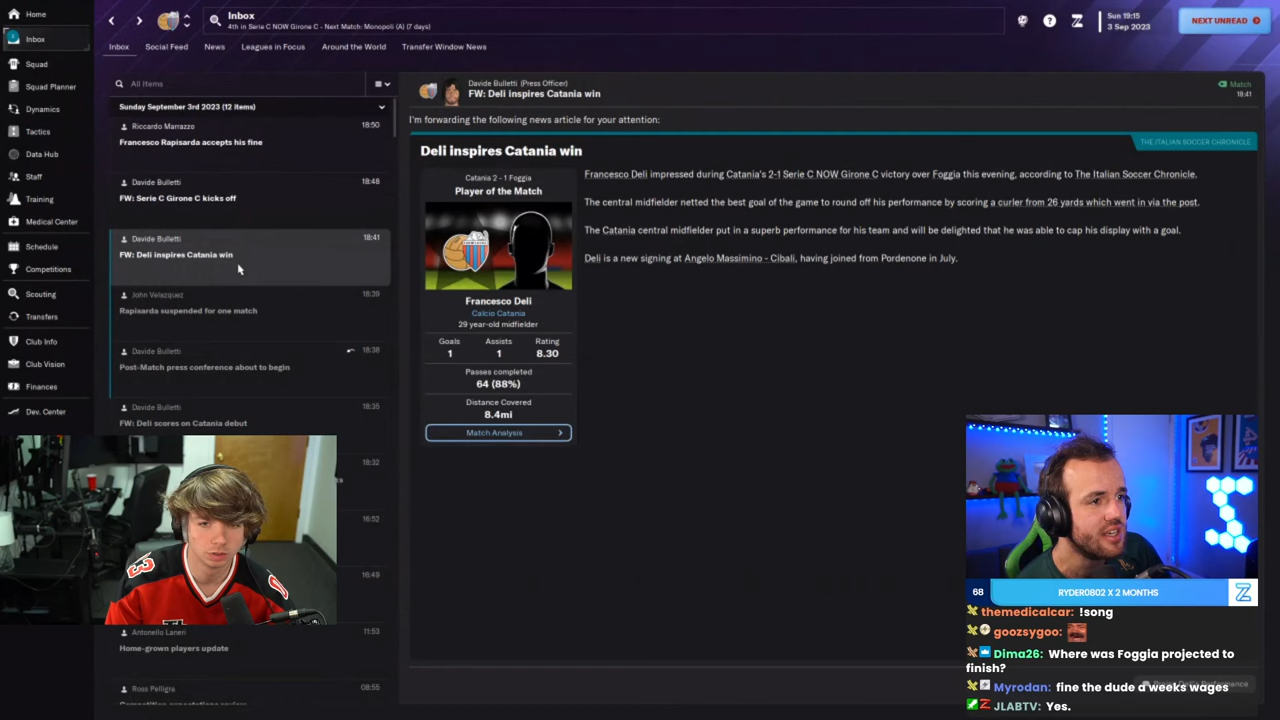 Home
Inbox
Squad
Squad Planner
Dynamics
Tactics
Data Hub
Staff
Training
Medical Center
Schedule
Competitions
Scouting
Transfers
Club Info
Club Vision
Finances
Dev. Center
Inbox
4th in Serie C NOW Girone C - Next Match: Monopoli (A) (7 days)
Sun 19:15
3 Sep 2023
NEXT UNREAD
Inbox
Social Feed
News
Leagues in Focus
Around the World
Transfer Window News
All Items
Sunday September 3rd 2023 (12 items)
Riccardo Marrazzo 18:50
Francesco Rapisarda accepts his fine
Davide Bulletti 18:48
FW: Serie C Girone C kicks off
Davide Bulletti 18:41
FW: Deli inspires Catania win
John Velazquez 18:39
Rapisarda suspended for one match
Davide Bulletti 18:38
Post-Match press conference about to begin
Davide Bulletti 18:35
FW: Deli scores on Catania debut
18:32
16:52
16:49
Antonello Laneri 11:53
Home-grown players update
Ross Pelligra 08:55
Davide Bulletti (Press Officer)
FW: Deli inspires Catania win
Match
18:41
I'm forwarding the following news article for your attention:
THE ITALIAN SOCCER CHRONICLE
Deli inspires Catania win
Catania 2 - 1 Foggia
Player of the Match
Francesco Deli
Calcio Catania
29 year-old midfielder
Goals Assists Rating
1 1 8.30
Passes completed
64 (88%)
Distance Covered
8.4mi
Match Analysis
Francesco Deli impressed during Catania's 2-1 Serie C NOW Girone C victory over Foggia this evening, according to The Italian Soccer Chronicle.
The central midfielder netted the best goal of the game to round off his performance by scoring a curler from 26 yards which went in via the post.
The Catania central midfielder put in a superb performance for his team and will be delighted that he was able to cap his display with a goal.
Deli is a new signing at Angelo Massimino - Cibali, having joined from Pordenone in July.
68 RYDER0802 X 2 MONTHS
themedicalcar: !song
goozsygoo:
Dima26: Where was Foggia projected to
finish?
Myrodan: fine the dude a weeks wages
JLABTV: Yes.